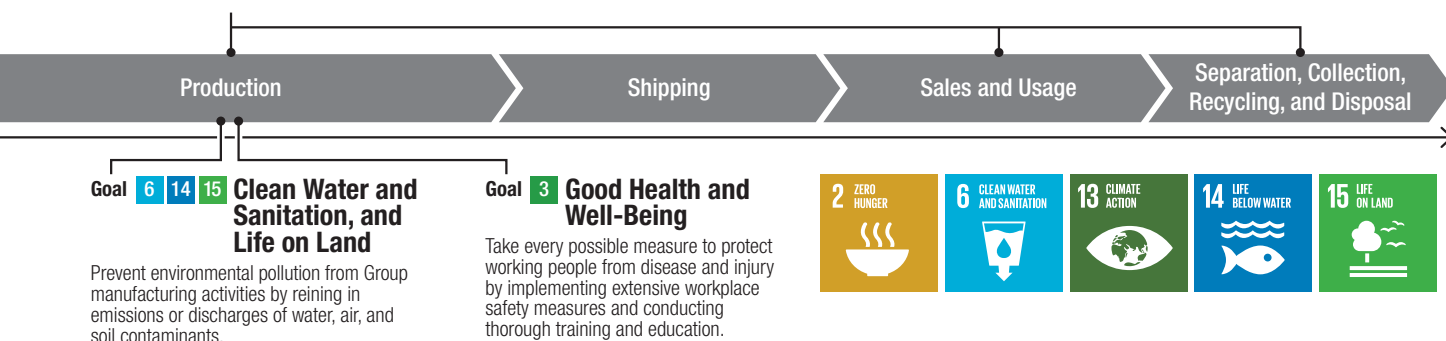 Production
Shipping
Sales and Usage
Separation, Collection,
Recycling, and Disposal
Goal 6 14 15 Clean Water and
Sanitation, and
Life on Land
Prevent environmental pollution from Group
manufacturing activities by reining in
emissions or discharges of water, air, and
soil contaminants.
Goal 3 Good Health and
Well-Being
Take every possible measure to protect
working people from disease and injury
by implementing extensive workplace
safety measures and conducting
thorough training and education.
2 ZERO
HUNGER
6 CLEAN WATER
AND SANITATION
13 CLIMATE
ACTION
14 LIFE
BELOW WATER
15 LIFE
ON LAND